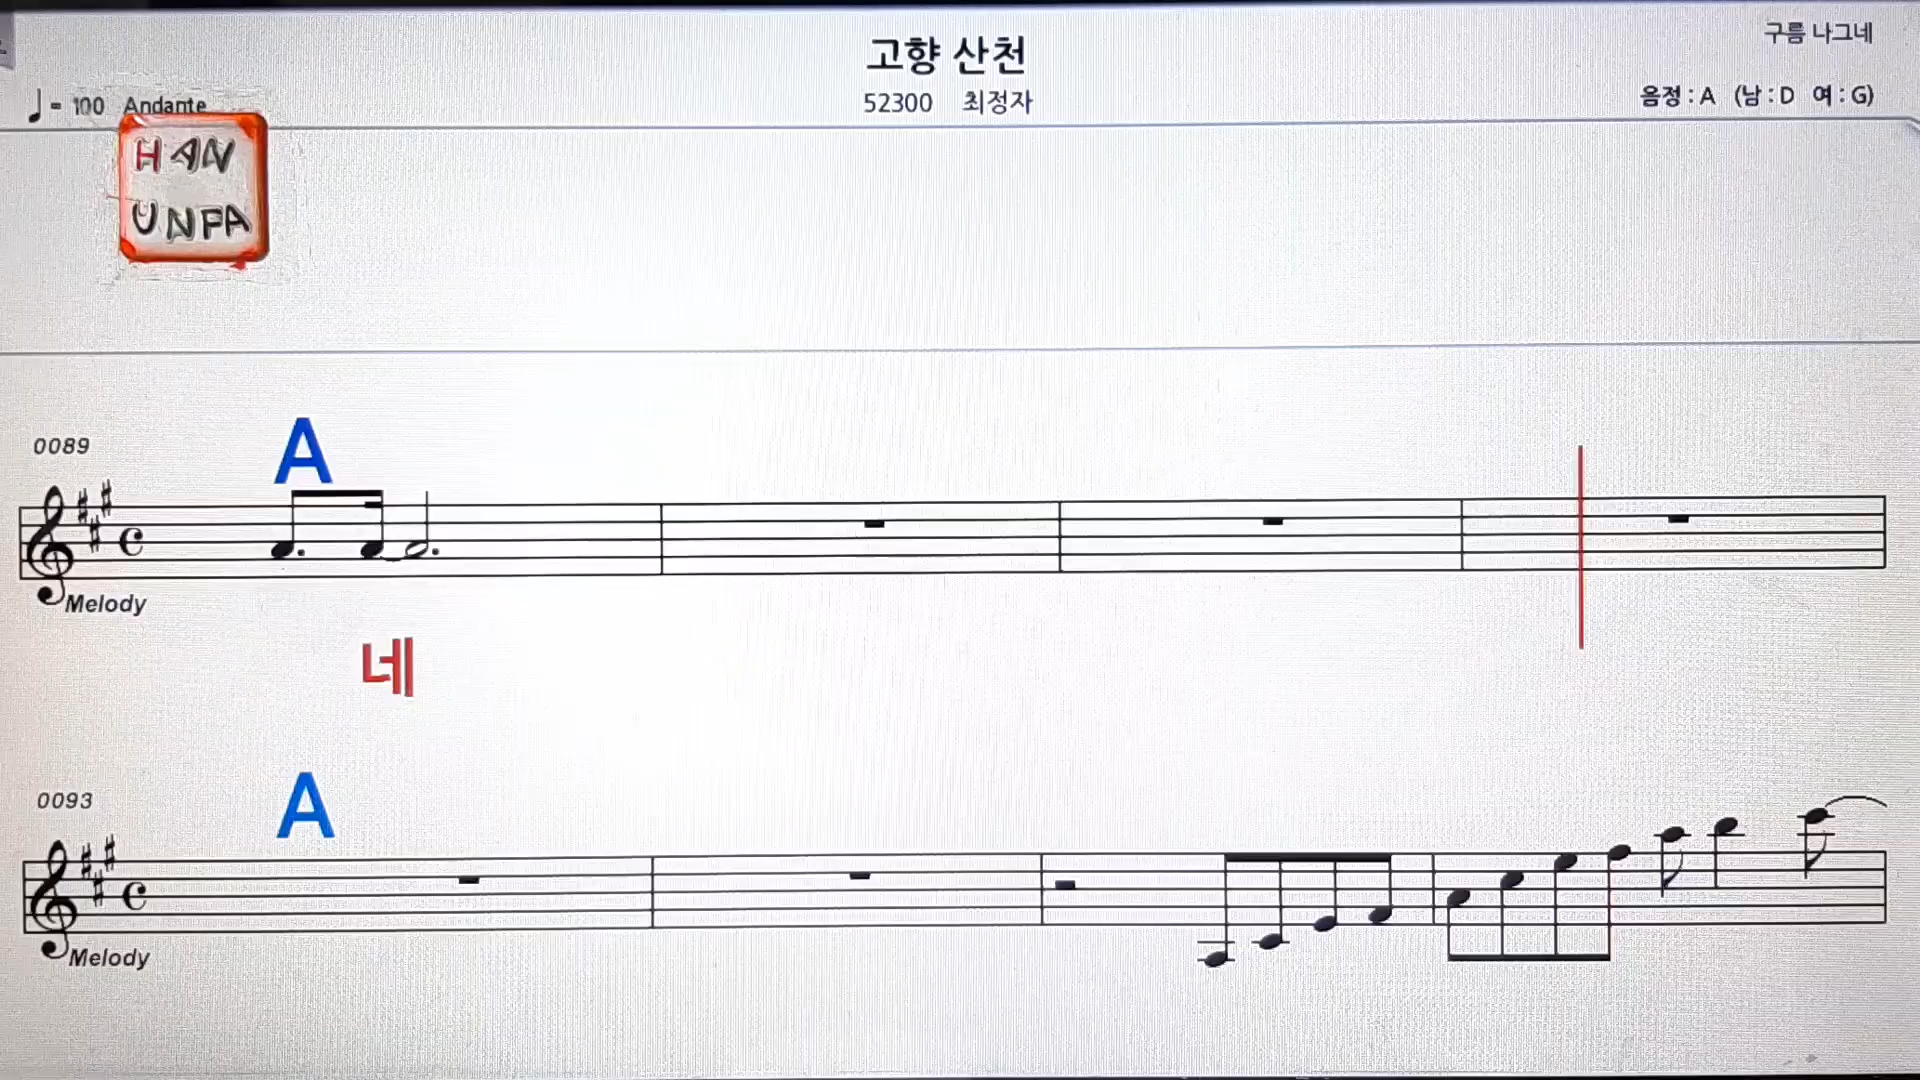 구름 나그네
고향 산천
♩= 100 Andante
52300 최정자
음정 : A (남 : D 여 : G)
HAN
UNFA
0089
A
Melody
네
0093
A
Melody